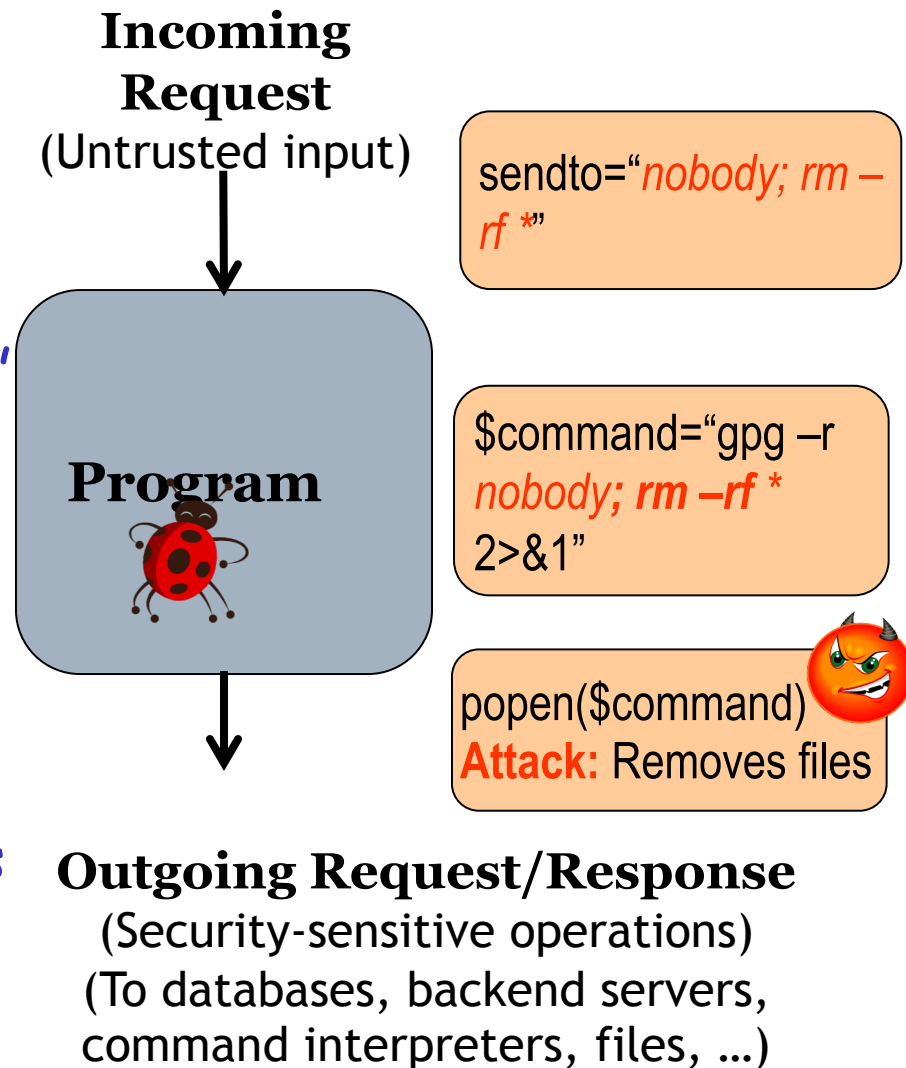 Incoming
Request
(Untrusted input)
sendto=“nobody; rm –
rf *”
Program
$command=“gpg –r
nobody; rm –rf *
2>&1”
popen($command)
Attack: Removes files
Outgoing Request/Response
(Security-sensitive operations)
(To databases, backend servers,
command interpreters, files, …)